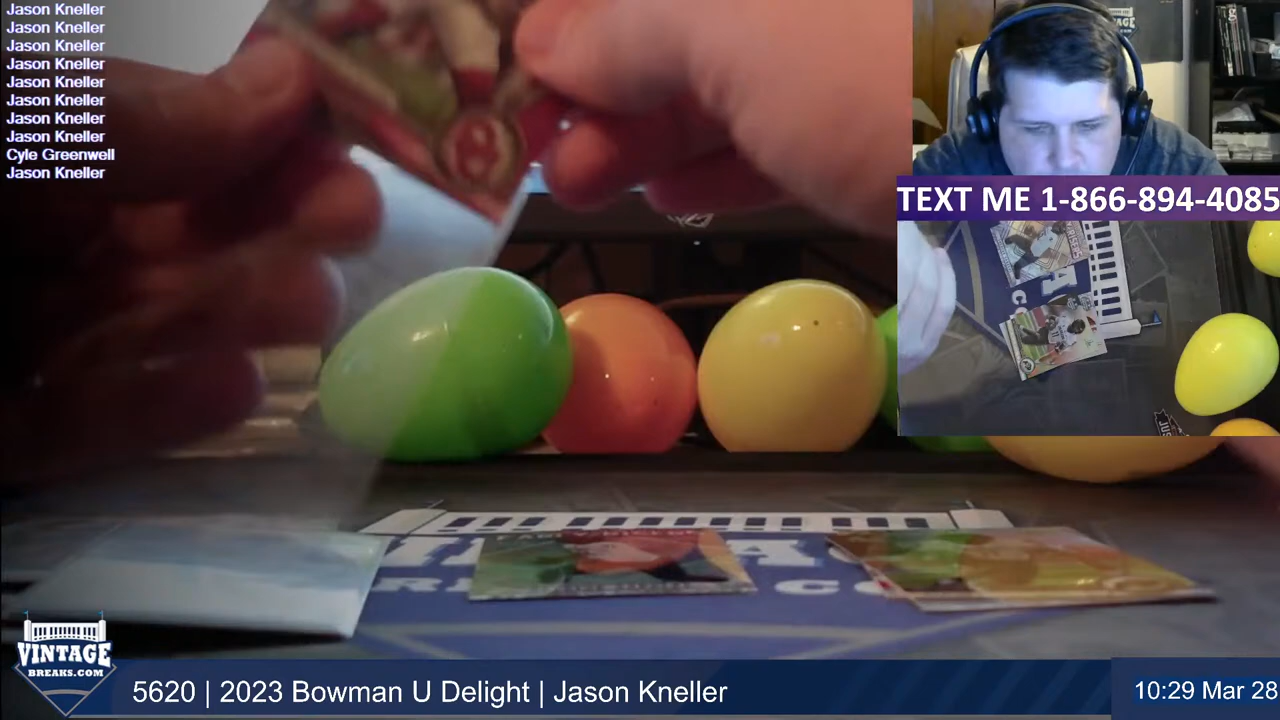 Jason Kneller
Jason Kneller
Jason Kneller
Jason Kneller
Jason Kneller
Jason Kneller
Jason Kneller
Jason Kneller
Cyle Greenwell
Jason Kneller
TEXT ME 1-866-894-4085
VINTAGE
BREAKS.COM
5620 | 2023 Bowman U Delight | Jason Kneller
10:29 Mar 28